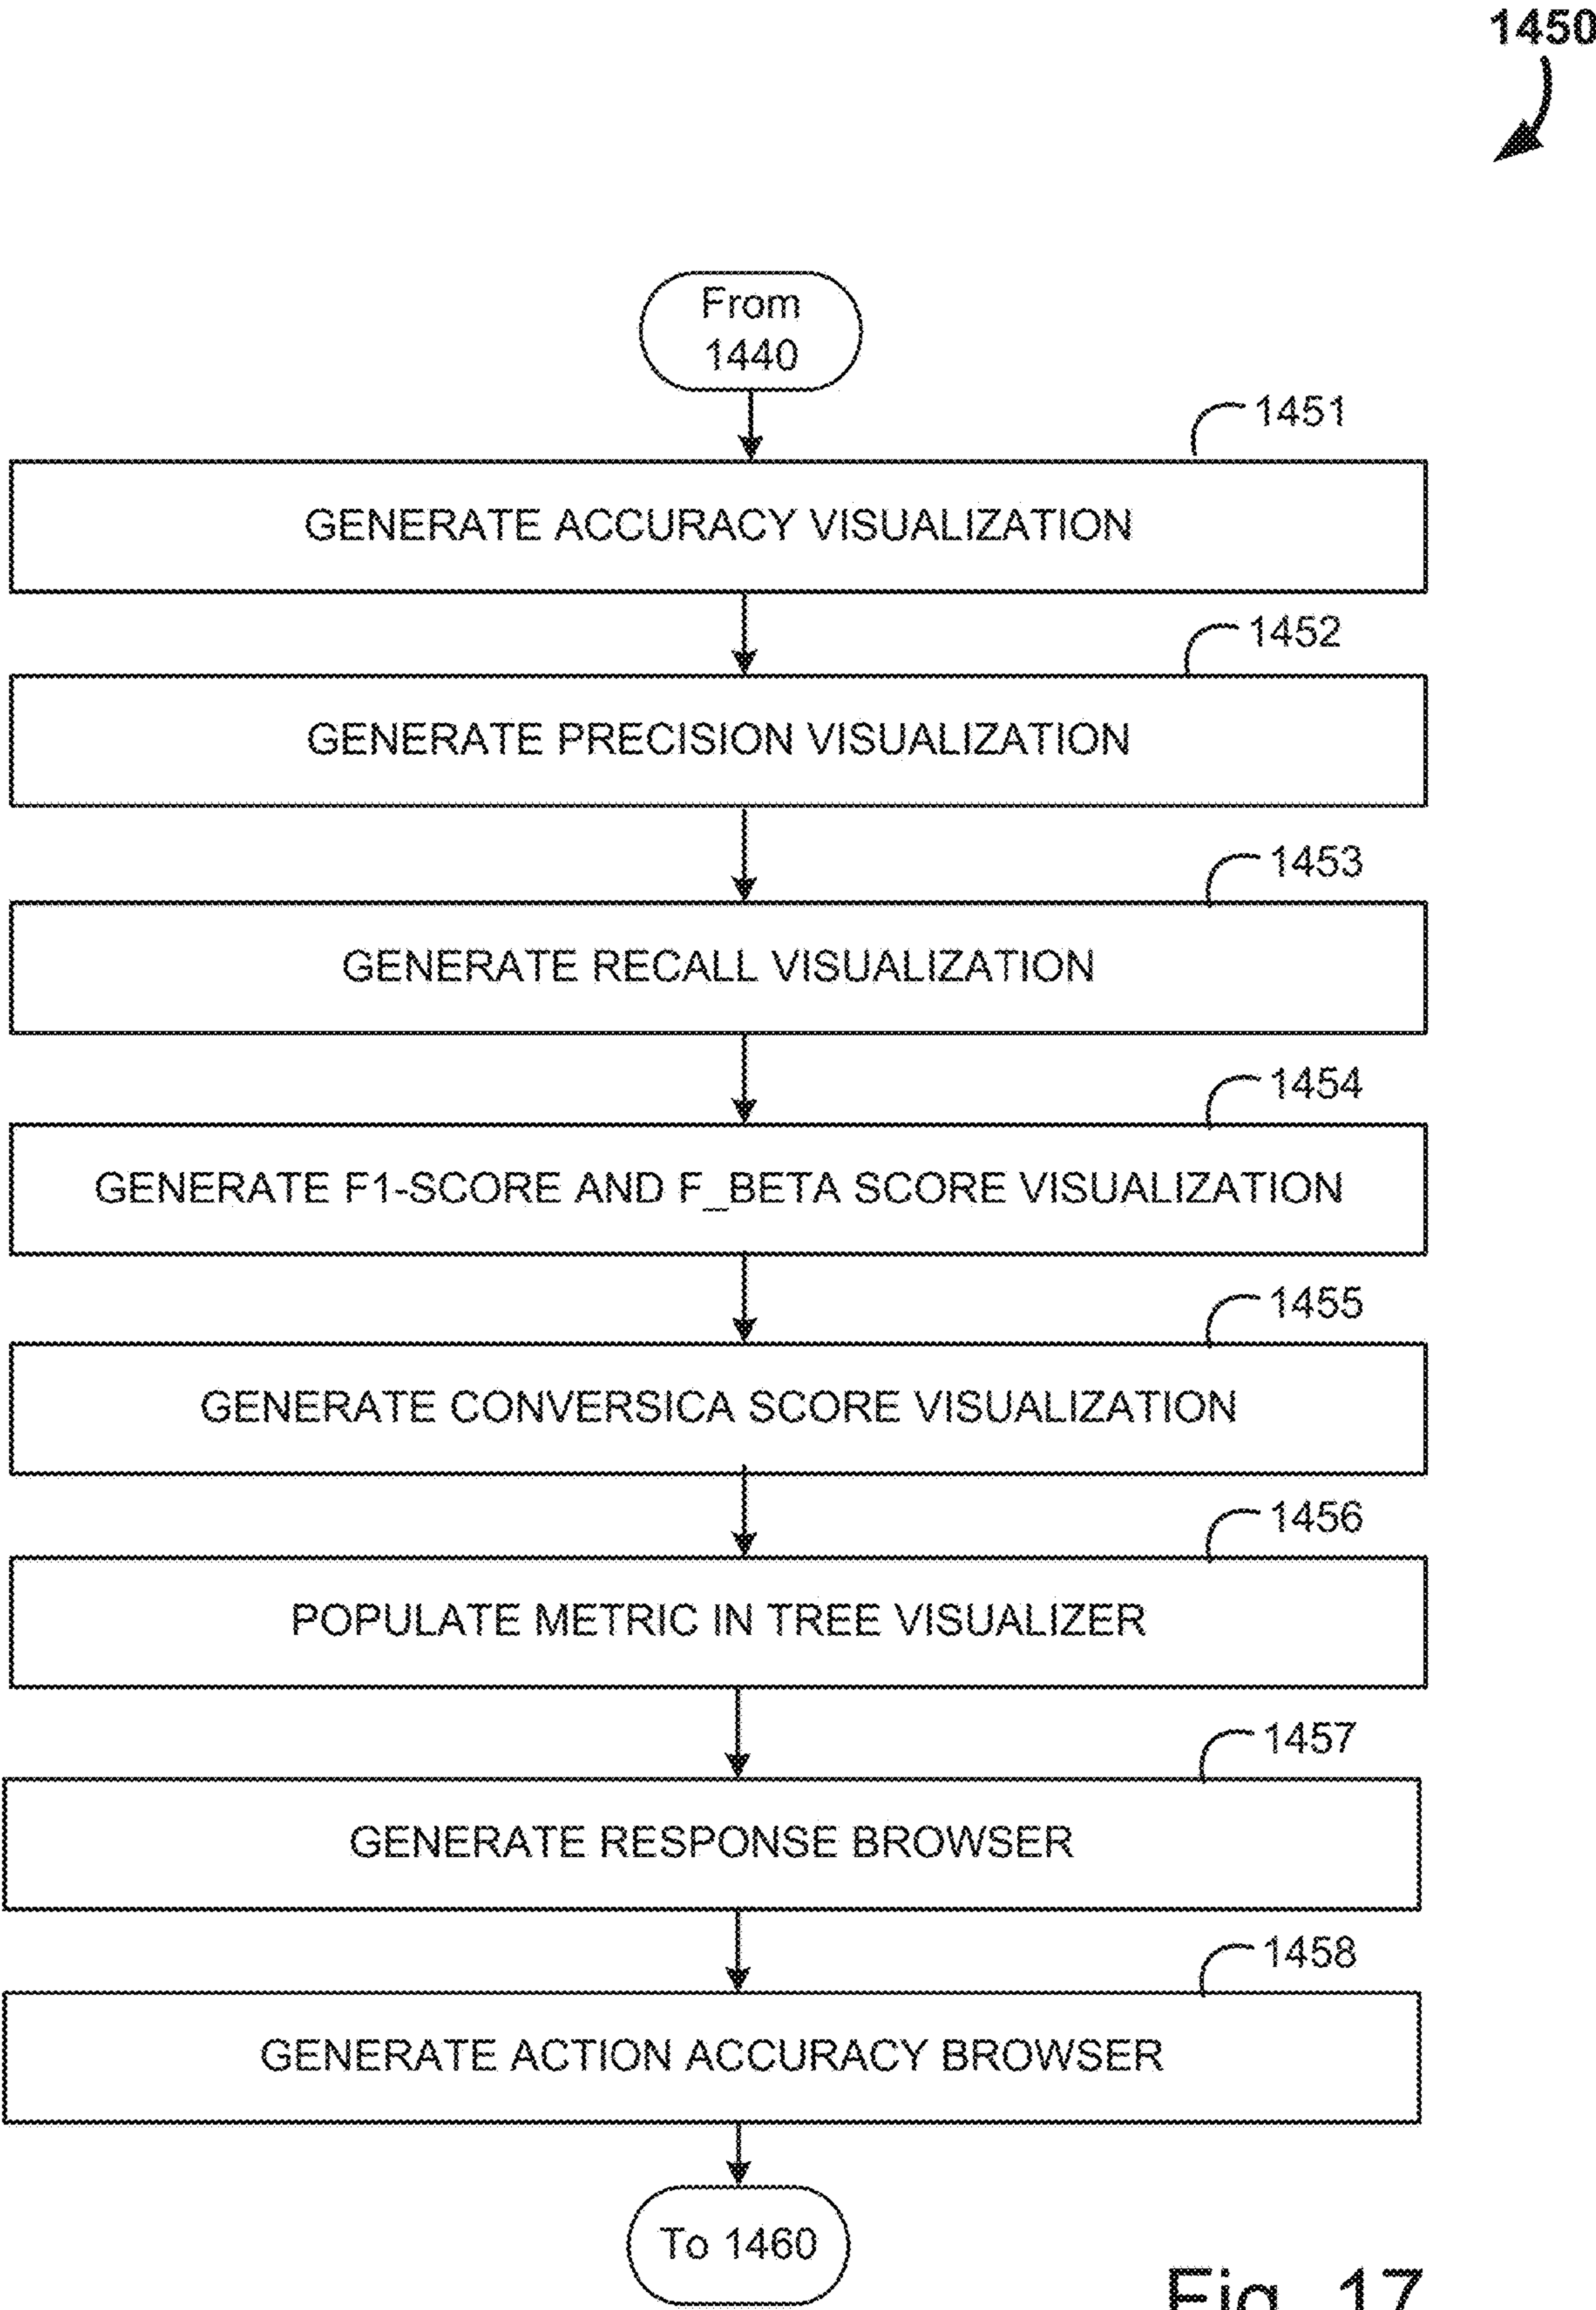 1450
From
1440
1451
GENERATE ACCURACY VISUALIZATION
1452
GENERATE PRECISION VISUALIZATION
1453
GENERATE RECALL VISUALIZATION
1454
GENERATE F1-SCORE AND F_BETA SCORE VISUALIZATION
1455
GENERATE CONVERSICA SCORE VISUALIZATION
1456
POPULATE METRIC IN TREE VISUALIZER
1457
GENERATE RESPONSE BROWSER
1458
GENERATE ACTION ACCURACY BROWSER
To 1460
Fig. 17